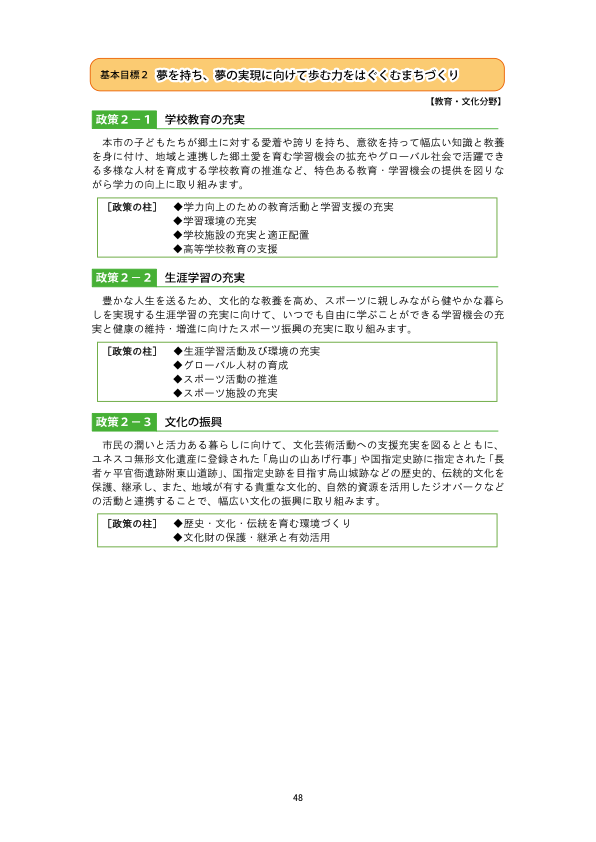 基本目標２ 夢を持ち、夢の実現に向けて歩む力をはぐくむまちづくり
【教育・文化分野】
政策２－１ 学校教育の充実
本市の子どもたちが郷土に対する愛着や誇りを持ち、意欲を持って幅広い知識と教養
を身に付け、地域と連携した郷土愛を育む学習機会の拡充やグローバル社会で活躍でき
る多様な人材を育成する学校教育の推進など、特色ある教育・学習機会の提供を図りな
がら学力の向上に取り組みます。
［政策の柱］ ◆学力向上のための教育活動と学習支援の充実
◆学習環境の充実
◆学校施設の充実と適正配置
◆高等学校教育の支援
政策２－２ 生涯学習の充実
豊かな人生を送るため、文化的な教養を高め、スポーツに親しみながら健やかな暮ら
しを実現する生涯学習の充実に向けて、いつでも自由に学ぶことができる学習機会の充
実と健康の維持・増進に向けたスポーツ振興の充実に取り組みます。
［政策の柱］ ◆生涯学習活動及び環境の充実
◆グローバル人材の育成
◆スポーツ活動の推進
◆スポーツ施設の充実
政策２－３ 文化の振興
市民の潤いと活力ある暮らしに向けて、文化芸術活動への支援充実を図るとともに、
ユネスコ無形文化遺産に登録された「烏山の山あげ行事」や国指定史跡に指定された「長
者ヶ平官衙遺跡附東山道跡」、国指定史跡を目指す烏山城跡などの歴史的、伝統的文化を
保護、継承し、また、地域が有する貴重な文化的、自然的資源を活用したジオパークなど
の活動と連携することで、幅広い文化の振興に取り組みます。
［政策の柱］ ◆歴史・文化・伝統を育む環境づくり
◆文化財の保護・継承と有効活用
48